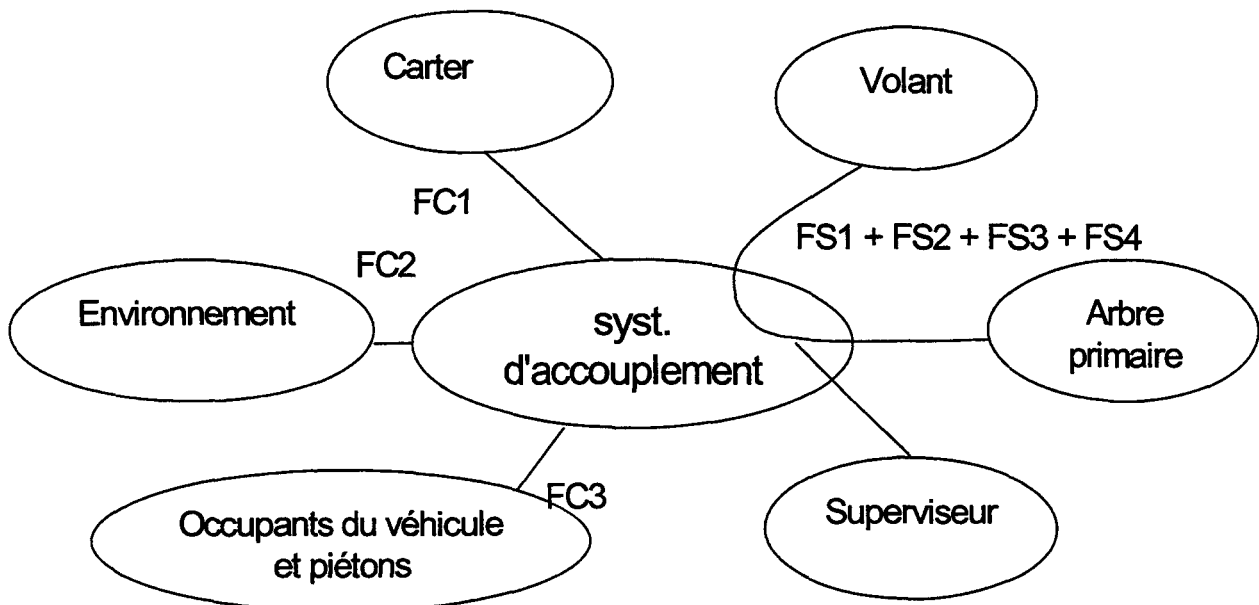 Carter
Volant
FC1
FS1 + FS2 + FS3 + FS4
FC2
Environnement
syst.
d'accouplement
Arbre
primaire
FC3
Occupants du véhicule
et piétons
Superviseur